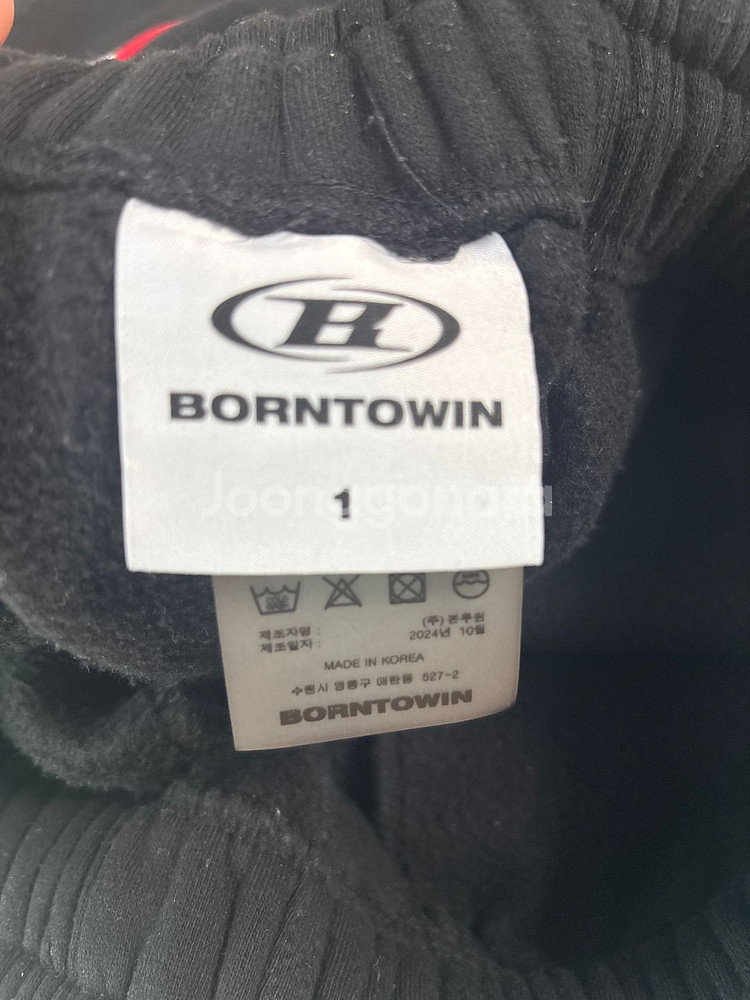 B
BORNTOWIN
1
Joonggonara
제조자명 : (주) 본투윈
제조일자 : 2024년 10월
MADE IN KOREA
수원시 영통구 매탄동 527-2
BORNTOWIN